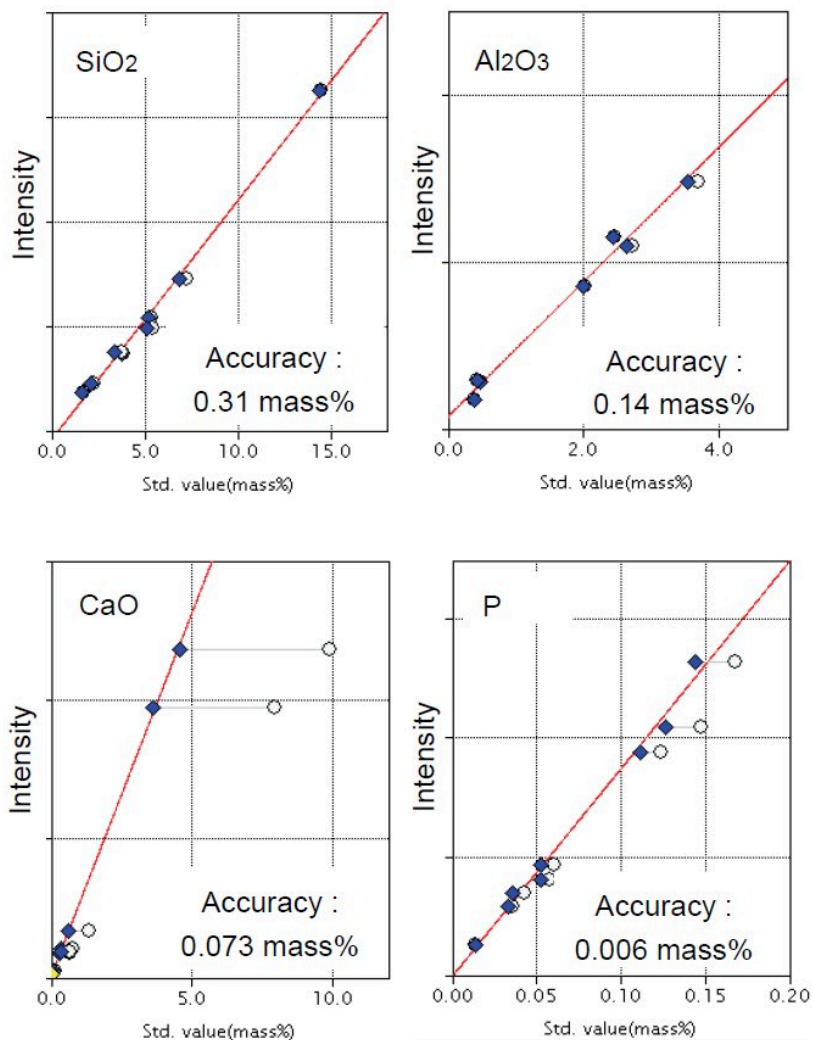 SiO2
Intensity
Accuracy :
0.31 mass%
0.0 5.0 10.0 15.0
Std. value(mass%)
Al2O3
Intensity
Accuracy :
0.14 mass%
0.0 2.0 4.0
Std. value(mass%)
CaO
Intensity
Accuracy :
0.073 mass%
0.0 5.0 10.0
Std. value(mass%)
P
Intensity
Accuracy :
0.006 mass%
0.00 0.05 0.10 0.15 0.20
Std. value(mass%)